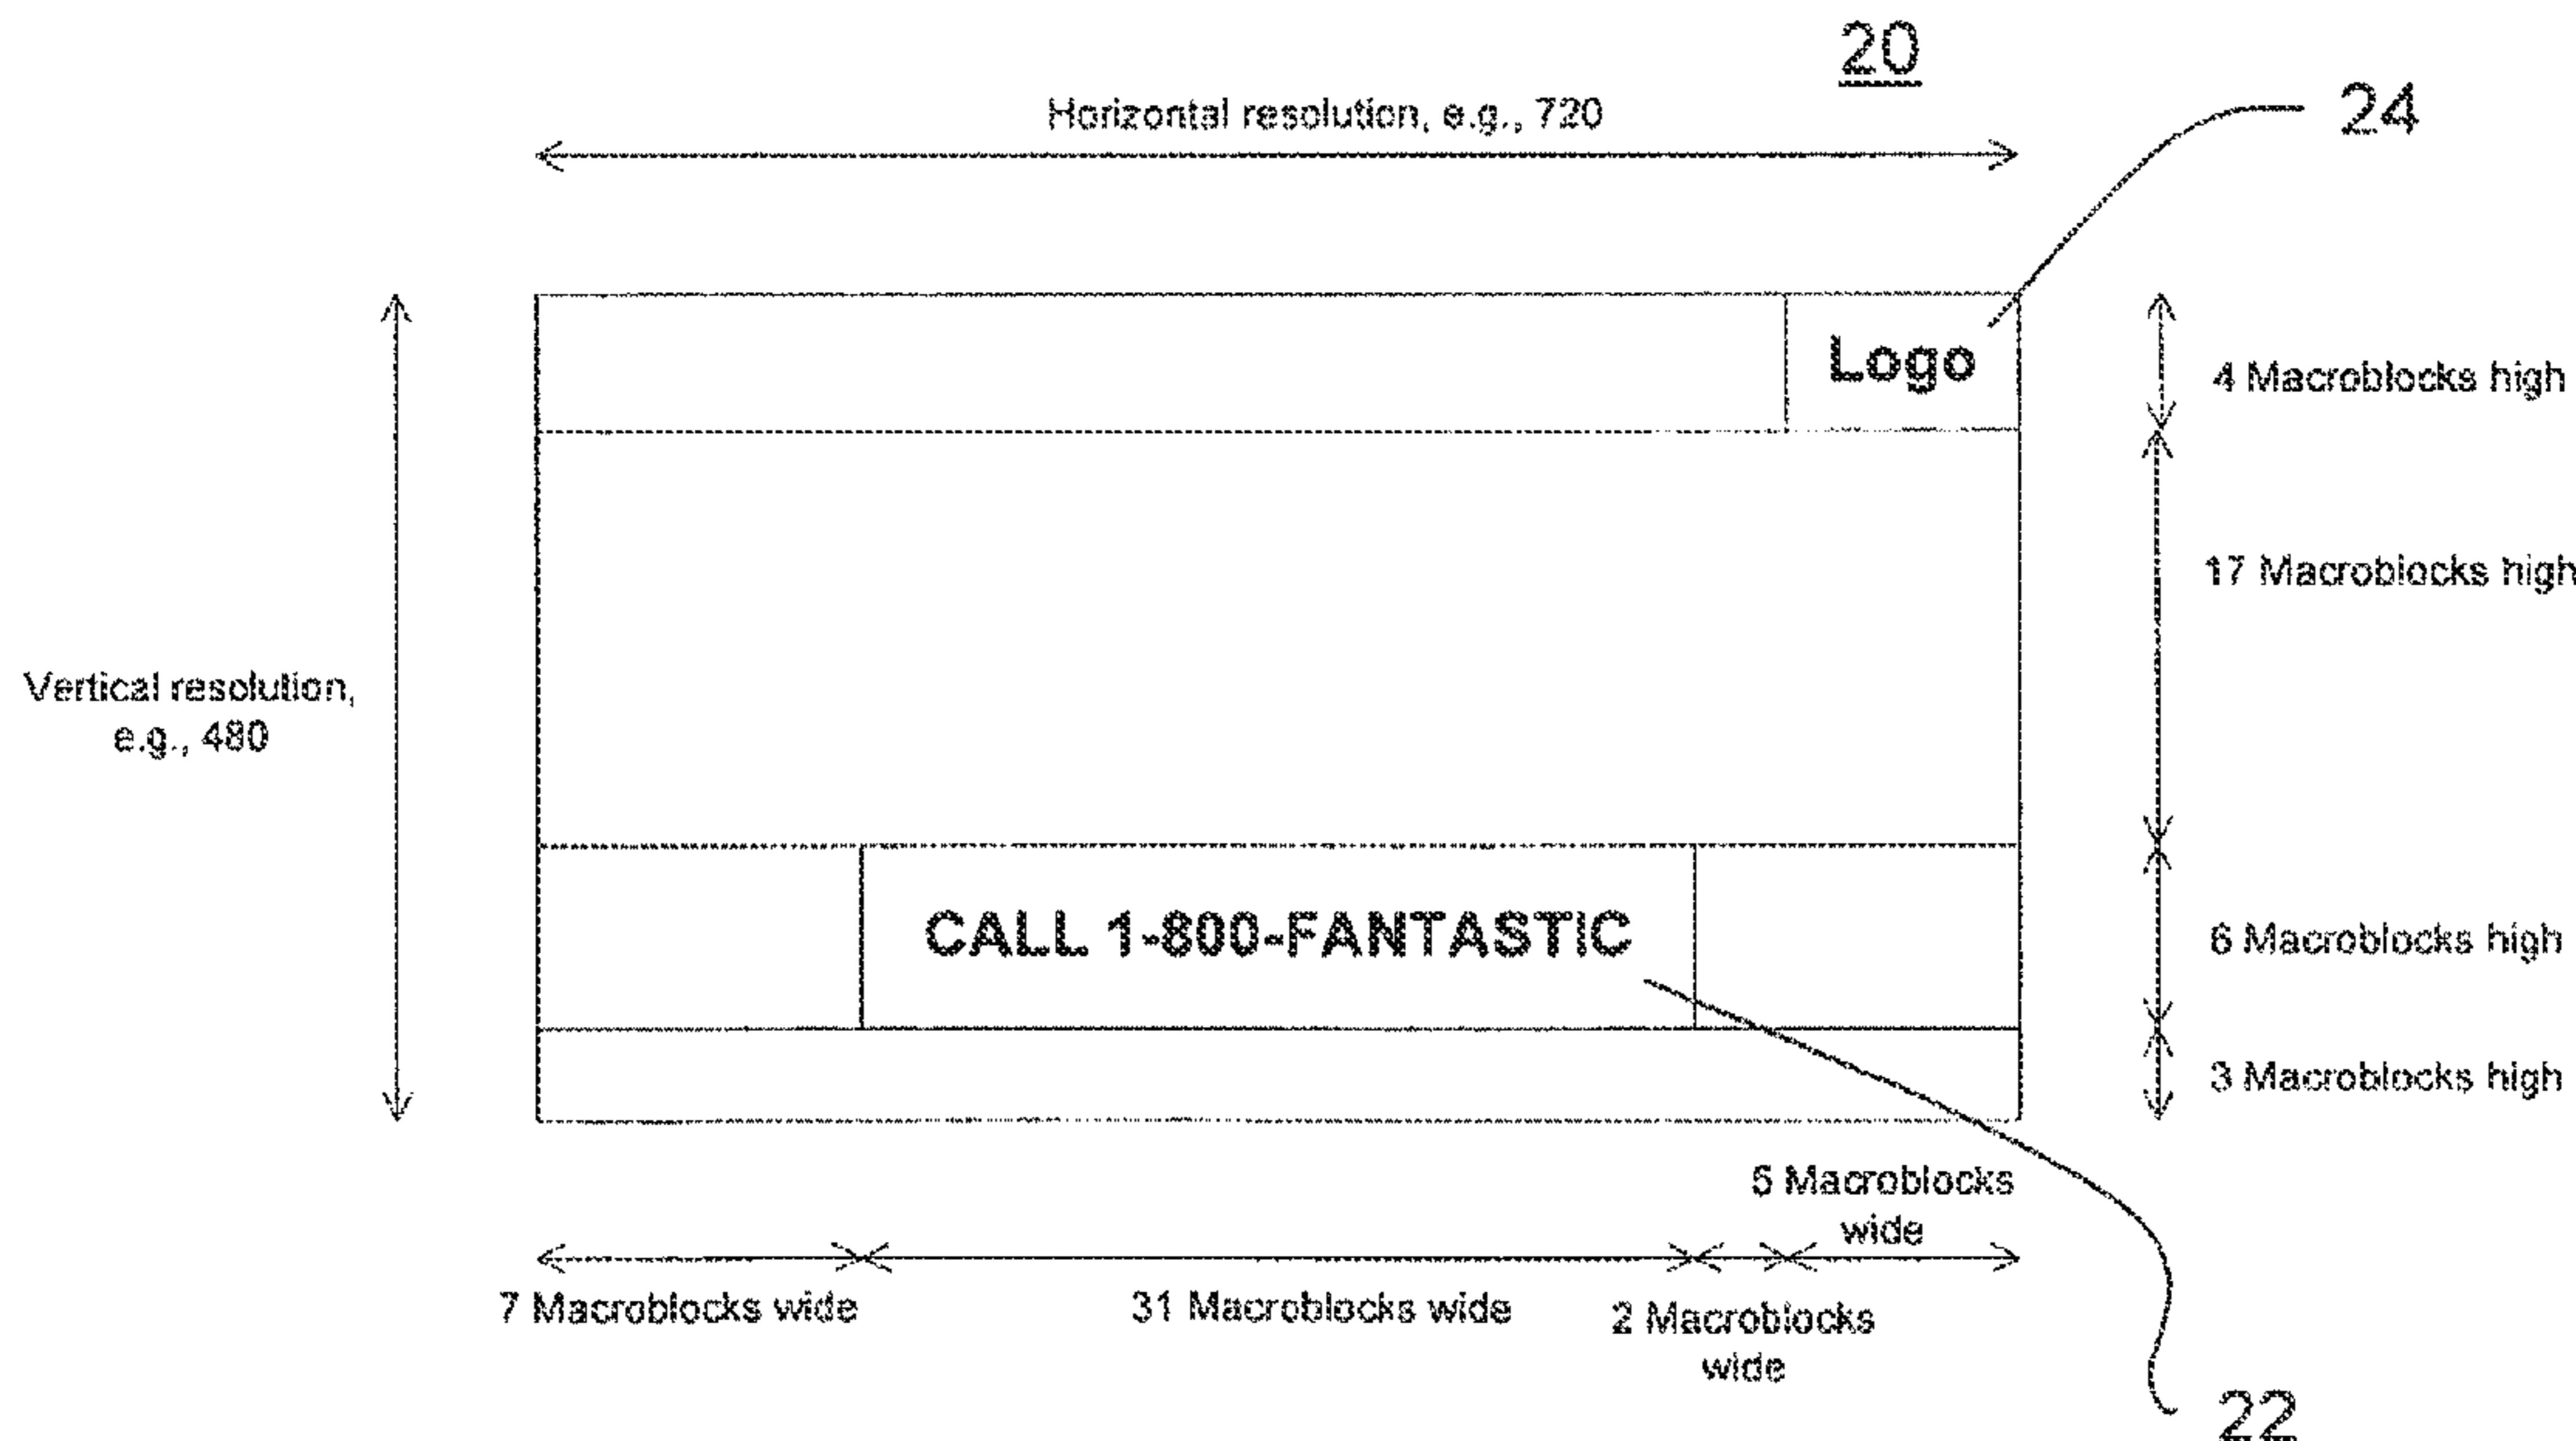 20
Horizontal resolution, e.g., 720
24
Logo
4 Macroblocks high
17 Macroblocks high
Vertical resolution,
e.g., 480
CALL 1-800-FANTASTIC
6 Macroblocks high
3 Macroblocks high
5 Macroblocks
wide
7 Macroblocks wide
31 Macroblocks wide
2 Macroblocks
wide
22